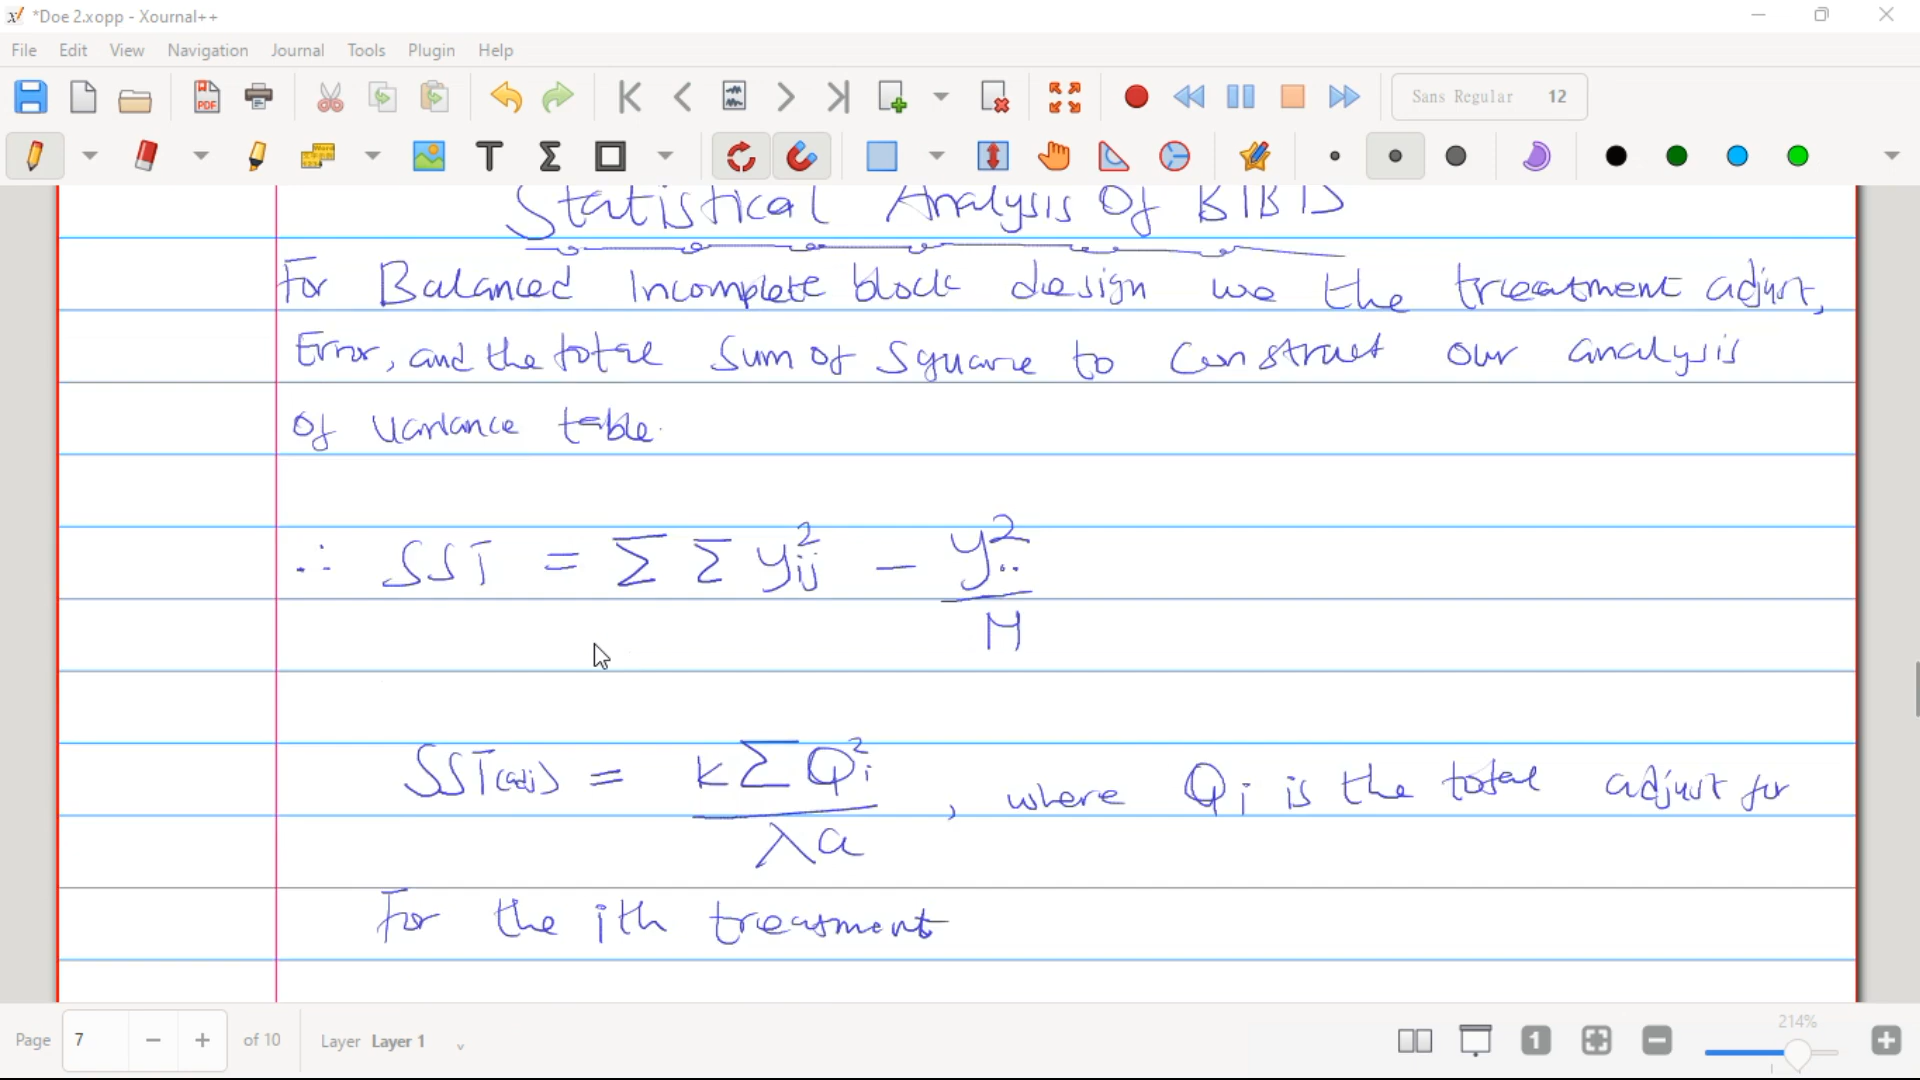 *Doe 2.xopp - Xournal++
File Edit View Navigation Journal Tools Plugin Help
Sans Regular 12
Statistical Analysis Of BIBD
For Balanced Incomplete block design we the treatment adjust,
Error, and the total Sum of Square to Construct our analysis
Of variance table.
∴ SST = Σ Σ y²ij - y².. / N
SST(adj) = kΣQ²i / λa , where Qi is the total adjust for
For the ith treatment
Page 7 of 10 Layer Layer 1 214%